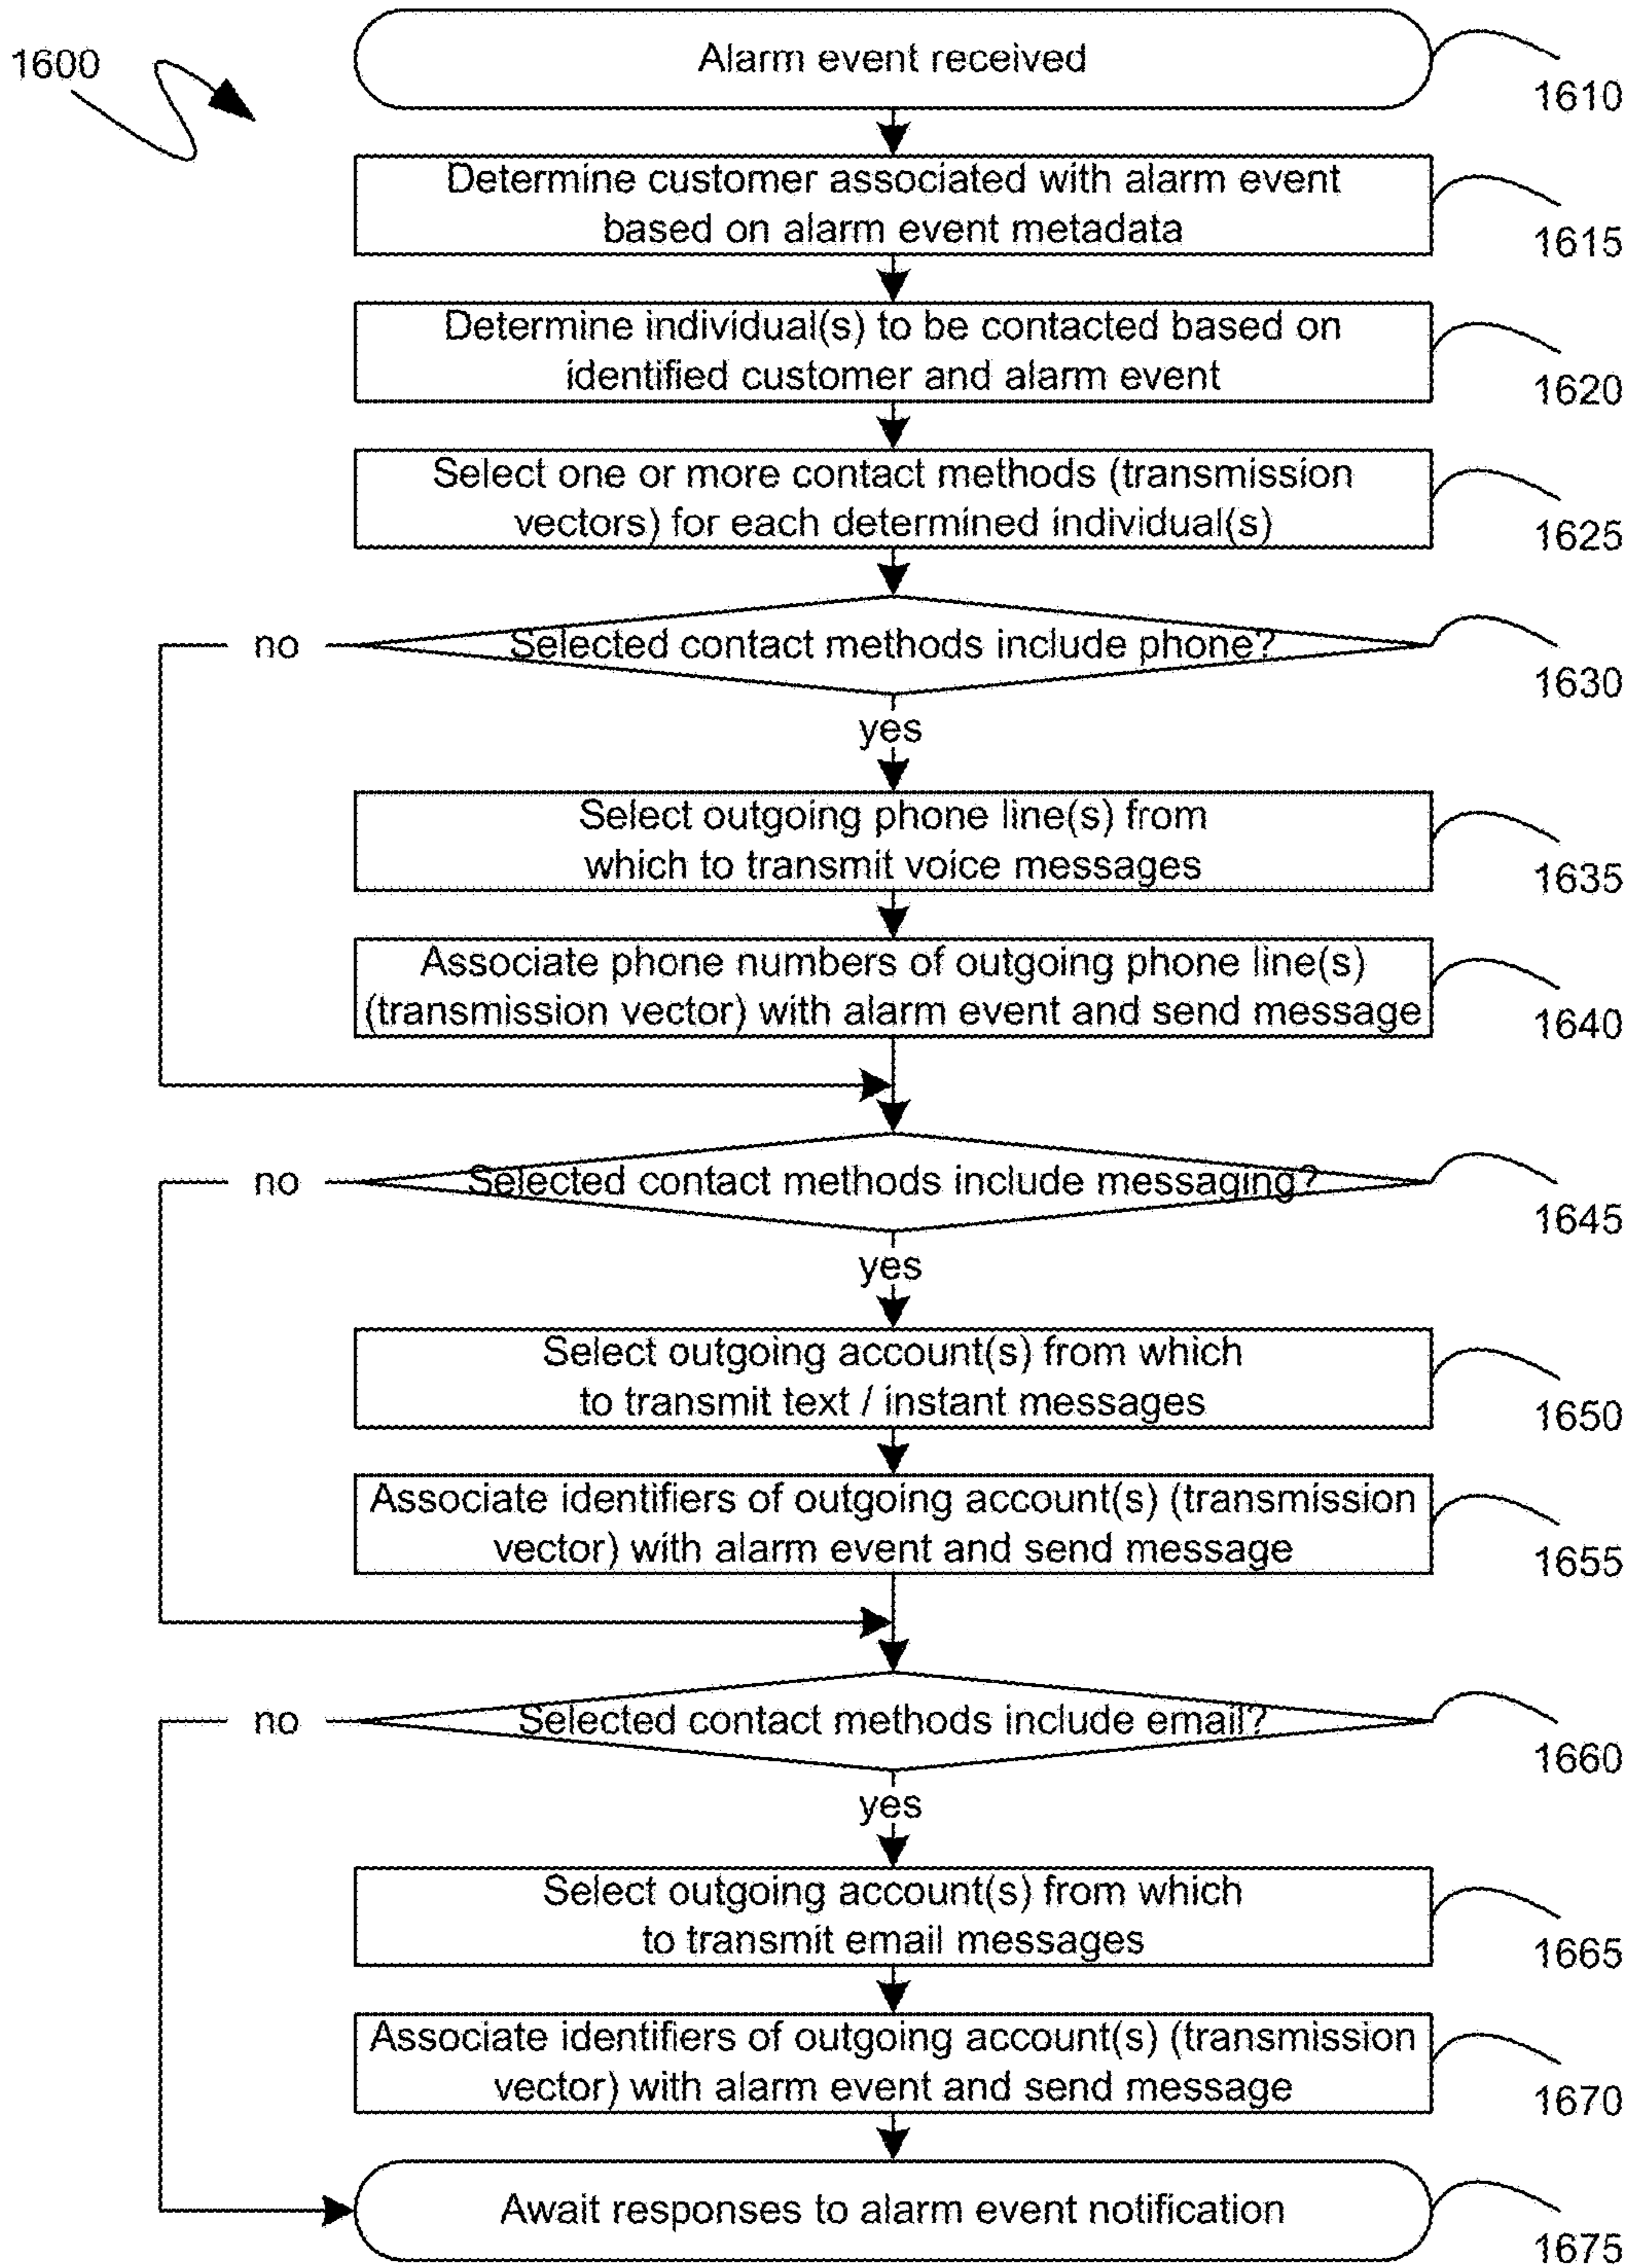 1600
Alarm event received
1610
Determine customer associated with alarm event
based on alarm event metadata
1615
Determine individual(s) to be contacted based on
identified customer and alarm event
1620
Select one or more contact methods (transmission
vectors) for each determined individual(s)
1625
no
Selected contact methods include phone?
1630
yes
Select outgoing phone line(s) from
which to transmit voice messages
1635
Associate phone numbers of outgoing phone line(s)
(transmission vector) with alarm event and send message
1640
no
Selected contact methods include messaging?
1645
yes
Select outgoing account(s) from which
to transmit text / instant messages
1650
Associate identifiers of outgoing account(s) (transmission
vector) with alarm event and send message
1655
no
Selected contact methods include email?
1660
yes
Select outgoing account(s) from which
to transmit email messages
1665
Associate identifiers of outgoing account(s) (transmission
vector) with alarm event and send message
1670
Await responses to alarm event notification
1675